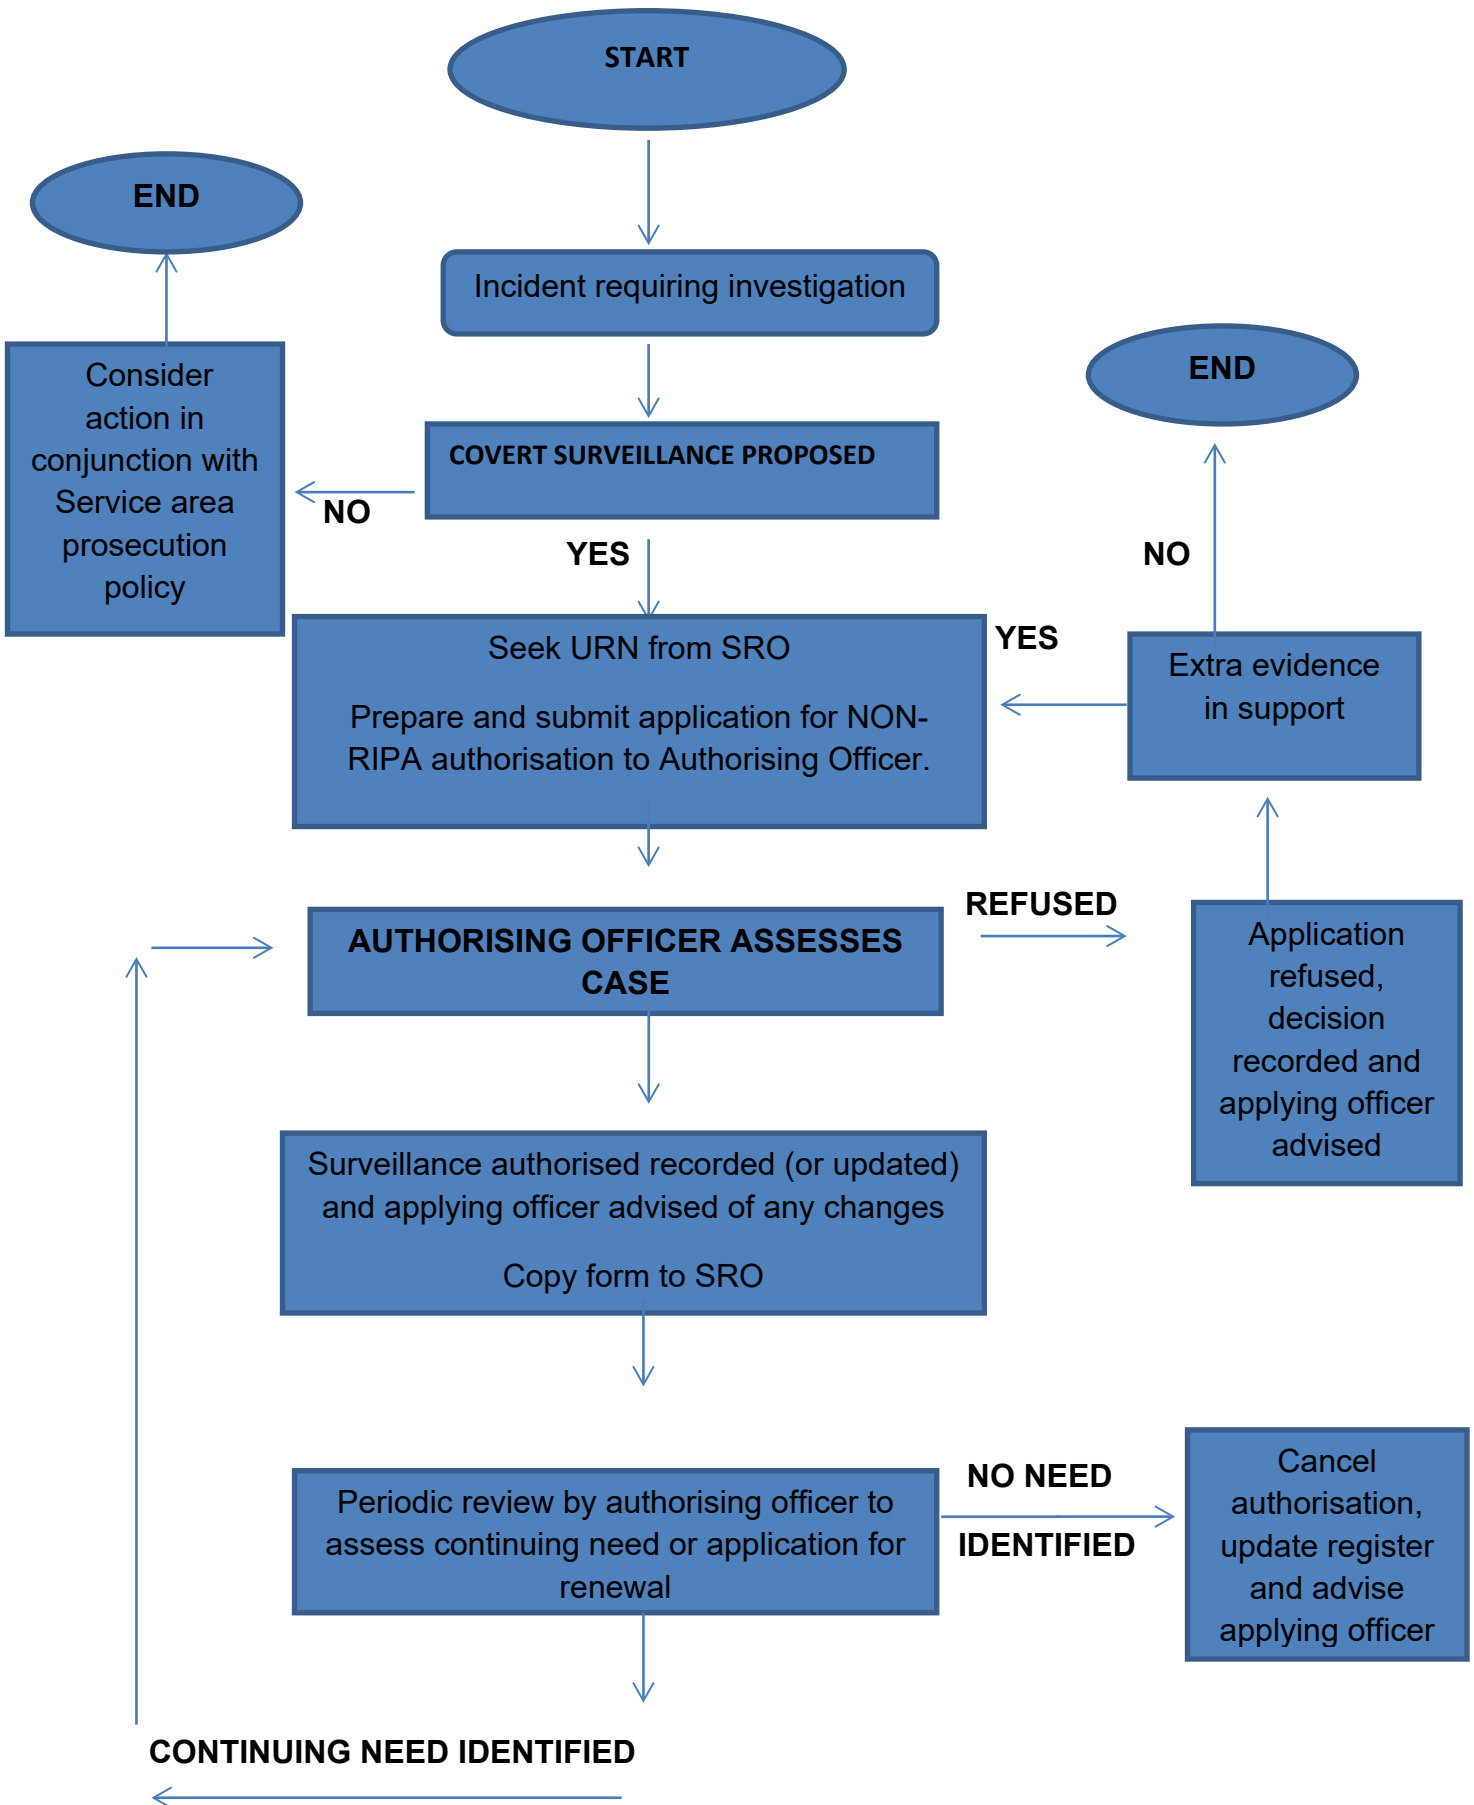 START
END
Incident requiring investigation
Consider
action in
conjunction with
Service area
prosecution
policy
END
COVERT SURVEILLANCE PROPOSED
NO
YES
NO
Seek URN from SRO
Prepare and submit application for NON-
RIPA authorisation to Authorising Officer.
YES
Extra evidence
in support
AUTHORISING OFFICER ASSESSES
CASE
REFUSED
Application
refused,
decision
recorded and
applying officer
advised
Surveillance authorised recorded (or updated)
and applying officer advised of any changes
Copy form to SRO
Periodic review by authorising officer to
assess continuing need or application for
renewal
NO NEED
IDENTIFIED
Cancel
authorisation,
update register
and advise
applying officer
CONTINUING NEED IDENTIFIED